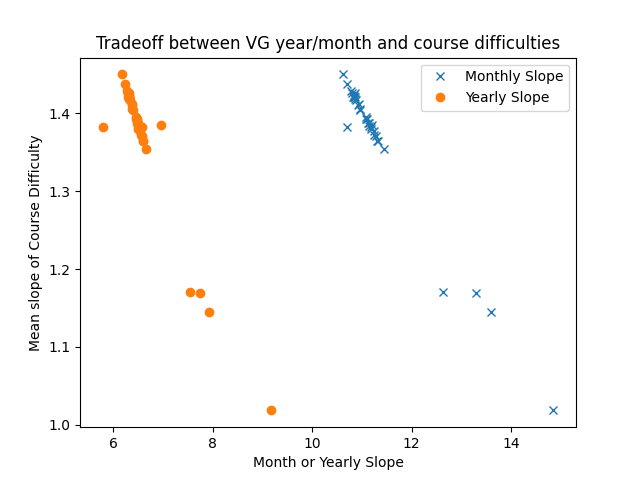 Tradeoff between VG year/month and course difficulties
Monthly Slope
Yearly Slope
Mean slope of Course Difficulty
1.4
1.3
1.2
1.1
1.0
6 8 10 12 14
Month or Yearly Slope